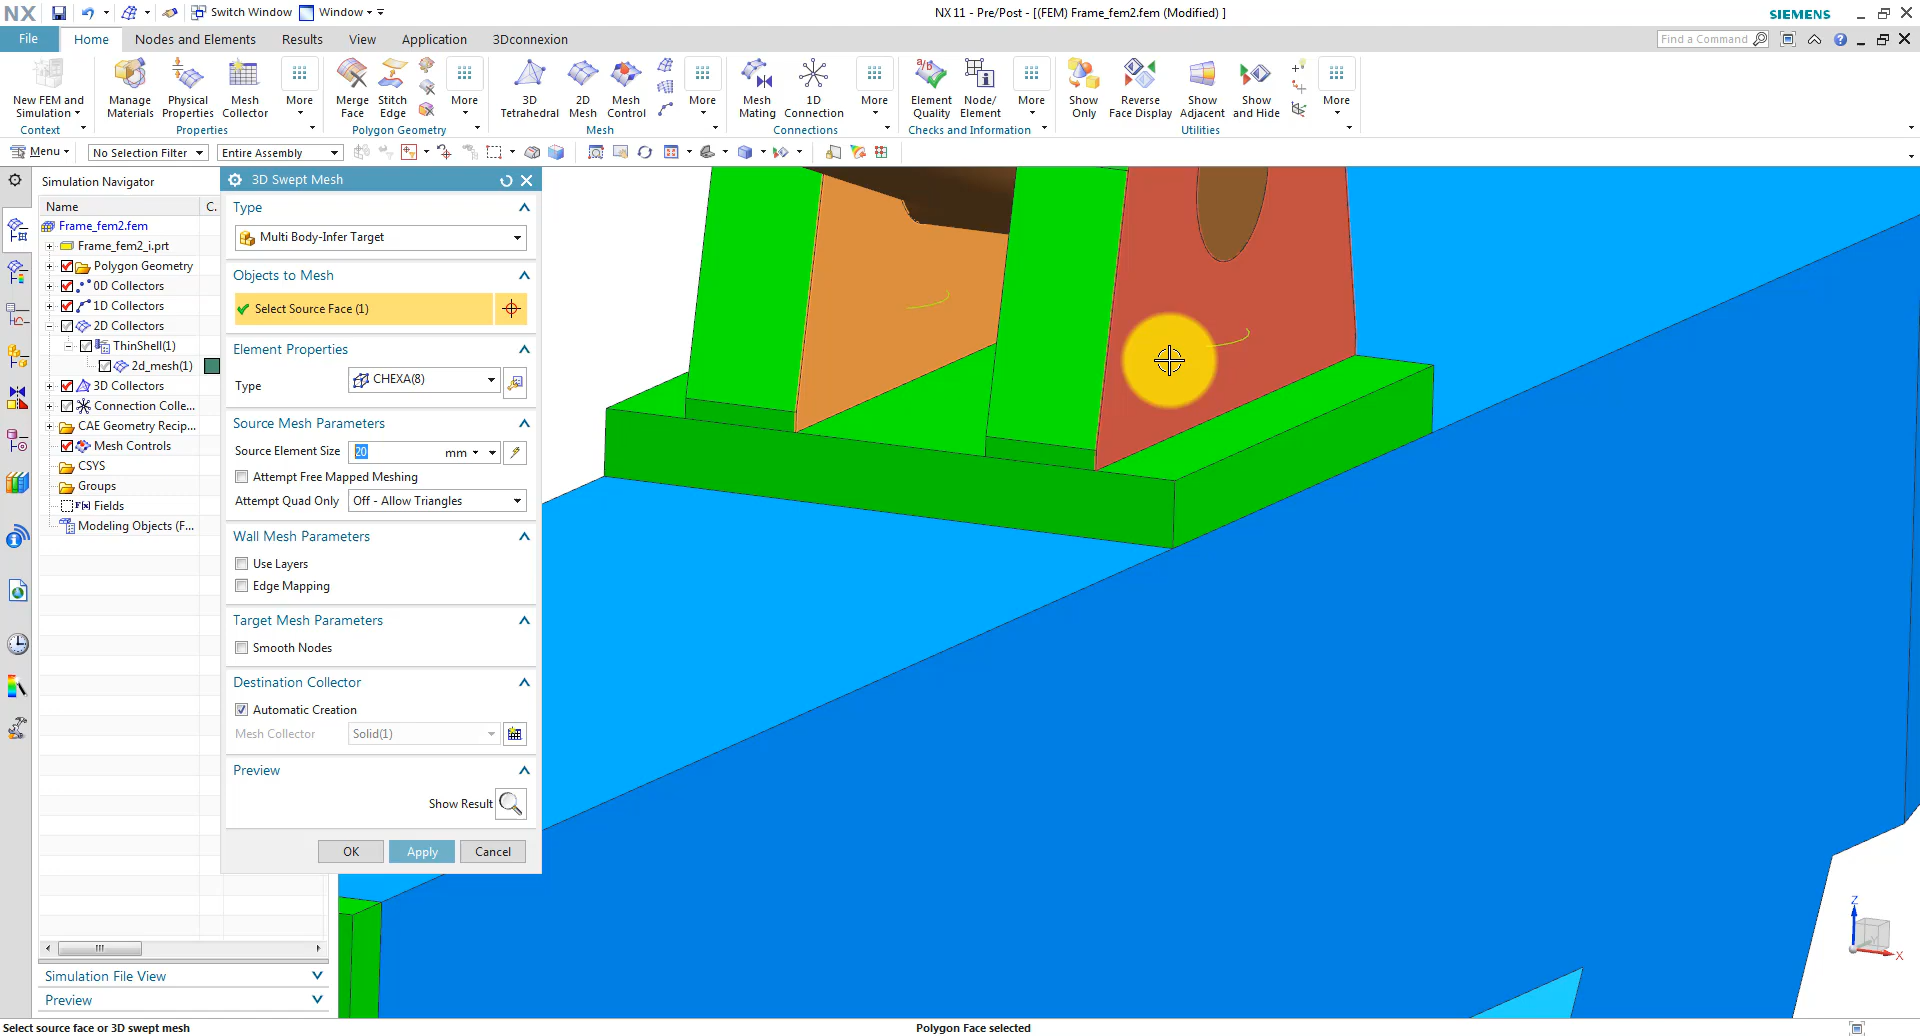 NX
Switch Window
Window
NX 11 - Pre/Post - [(FEM) Frame_fem2.fem (Modified) ]
SIEMENS
File
Home
Nodes and Elements
Results
View
Application
3Dconnexion
Find a Command
New FEM and Simulation
Manage Materials
Physical Properties
Mesh Collector
More
Merge Face
Stitch Edge
More
3D Tetrahedral
2D Mesh
Mesh Control
More
Mesh Mating
1D Connection
More
Element Quality
Node/ Element
More
Show Only
Reverse Face Display
Show Adjacent
Show and Hide
More
Context
Properties
Polygon Geometry
Mesh
Connections
Checks and Information
Utilities
Menu
No Selection Filter
Entire Assembly
Simulation Navigator
Name
C.
Frame_fem2.fem
Frame_fem2_i.prt
Polygon Geometry
0D Collectors
1D Collectors
2D Collectors
ThinShell(1)
2d_mesh(1)
3D Collectors
Connection Colle...
CAE Geometry Recip...
Mesh Controls
CSYS
Groups
Fields
Modeling Objects (F...
Simulation File View
Preview
3D Swept Mesh
Type
Multi Body-Infer Target
Objects to Mesh
Select Source Face (1)
Element Properties
Type
CHEXA(8)
Source Mesh Parameters
Source Element Size
20
mm
Attempt Free Mapped Meshing
Attempt Quad Only
Off - Allow Triangles
Wall Mesh Parameters
Use Layers
Edge Mapping
Target Mesh Parameters
Smooth Nodes
Destination Collector
Automatic Creation
Mesh Collector
Solid(1)
Preview
Show Result
OK
Apply
Cancel
Z
X
Select source face or 3D swept mesh
Polygon Face selected